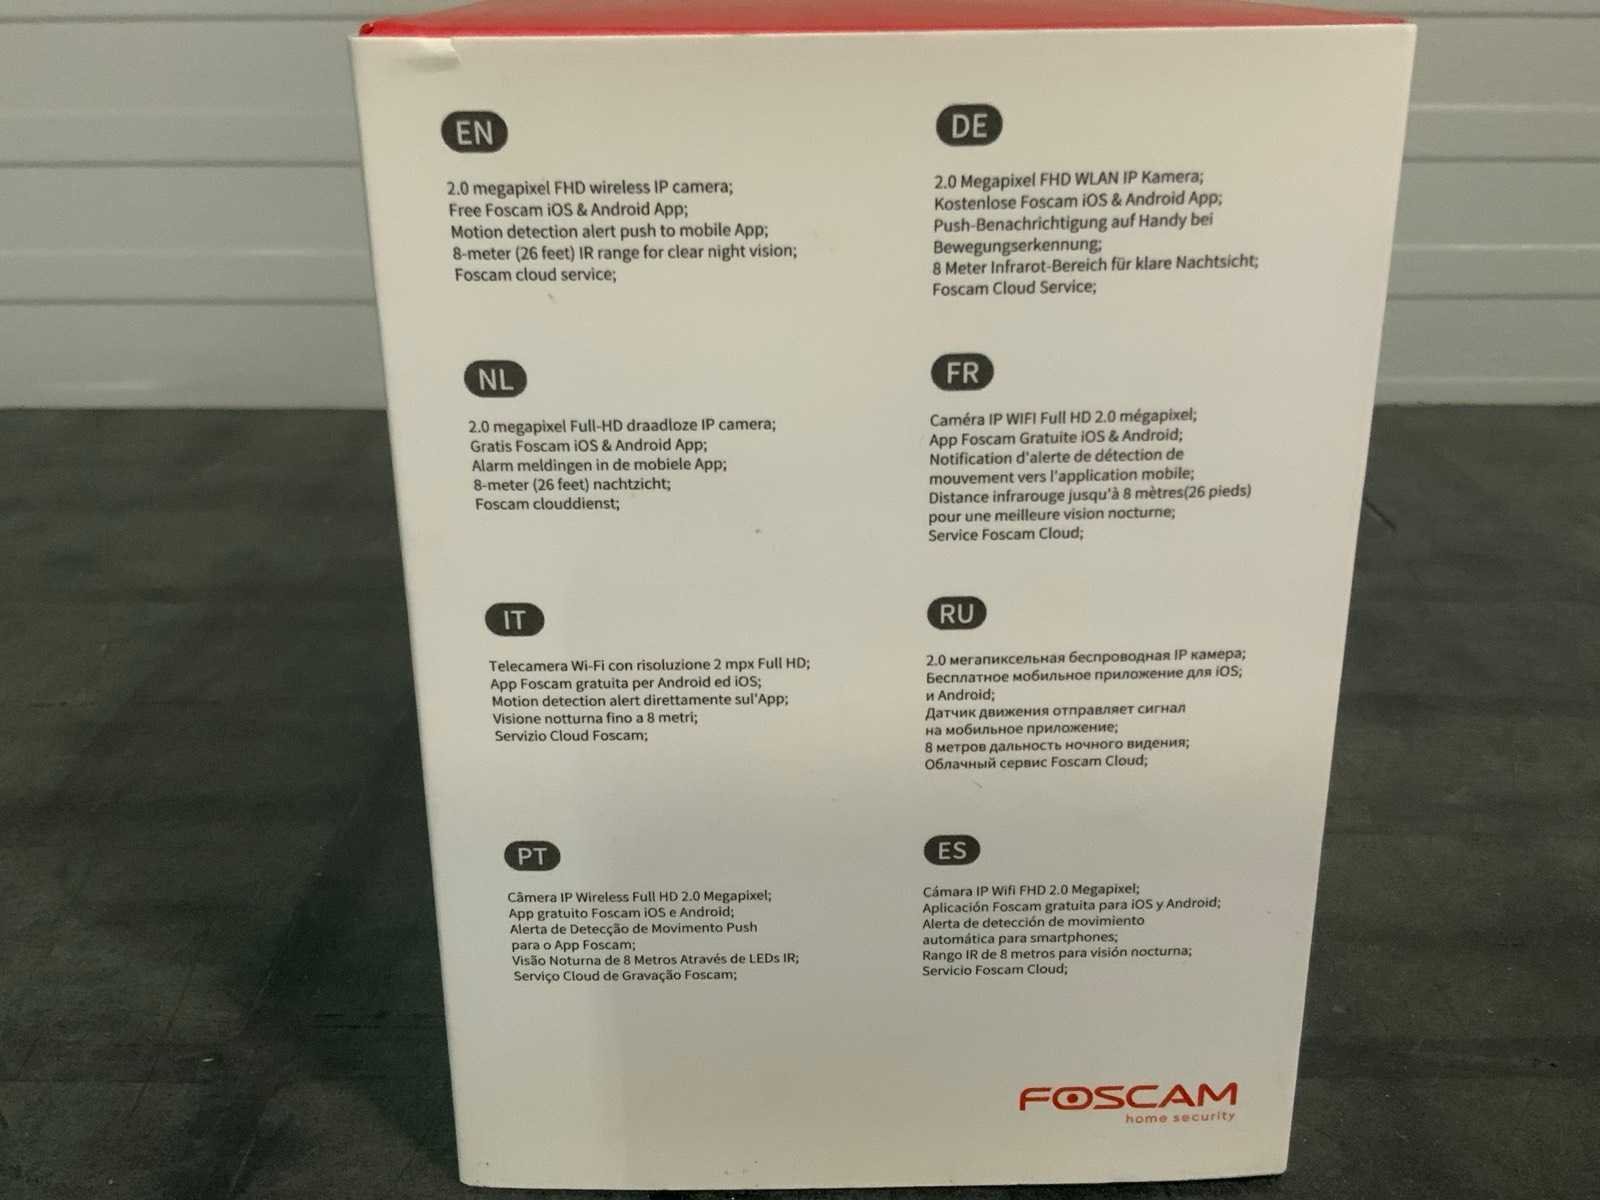 EN
2.0 megapixel FHD wireless IP camera;
Free Foscam iOS & Android App;
Motion detection alert push to mobile App;
8-meter (26 feet) IR range for clear night vision;
Foscam cloud service;
DE
2.0 Megapixel FHD WLAN IP Kamera;
Kostenlose Foscam iOS & Android App;
Push-Benachrichtigung auf Handy bei
Bewegungserkennung;
8 Meter Infrarot-Bereich für klare Nachtsicht;
Foscam Cloud Service;
NL
2.0 megapixel Full-HD draadloze IP camera;
Gratis Foscam iOS & Android App;
Alarm meldingen in de mobiele App;
8-meter (26 feet) nachtzicht;
Foscam clouddienst;
FR
Caméra IP WIFI Full HD 2.0 mégapixel;
App Foscam Gratuite iOS & Android;
Notification d'alerte de détection de
mouvement vers l'application mobile;
Distance infrarouge jusqu'à 8 mètres(26 pieds)
pour une meilleure vision nocturne;
Service Foscam Cloud;
IT
Telecamera Wi-Fi con risoluzione 2 mpx Full HD;
App Foscam gratuita per Android ed iOS;
Motion detection alert direttamente sul'App;
Visione notturna fino a 8 metri;
Servizio Cloud Foscam;
RU
2.0 мегапиксельная беспроводная IP камера;
Бесплатное мобильное приложение для iOS;
и Android;
Датчик движения отправляет сигнал
на мобильное приложение;
8 метров дальность ночного видения;
Облачный сервис Foscam Cloud;
PT
Câmera IP Wireless Full HD 2.0 Megapixel;
App gratuito Foscam iOS e Android;
Alerta de Detecção de Movimento Push
para o App Foscam;
Visão Noturna de 8 Metros Através de LEDs IR;
Serviço Cloud de Gravação Foscam;
ES
Cámara IP Wifi FHD 2.0 Megapixel;
Aplicación Foscam gratuita para iOS y Android;
Alerta de detección de movimiento
automática para smartphones;
Rango IR de 8 metros para visión nocturna;
Servicio Foscam Cloud;
FOSCAM
home security